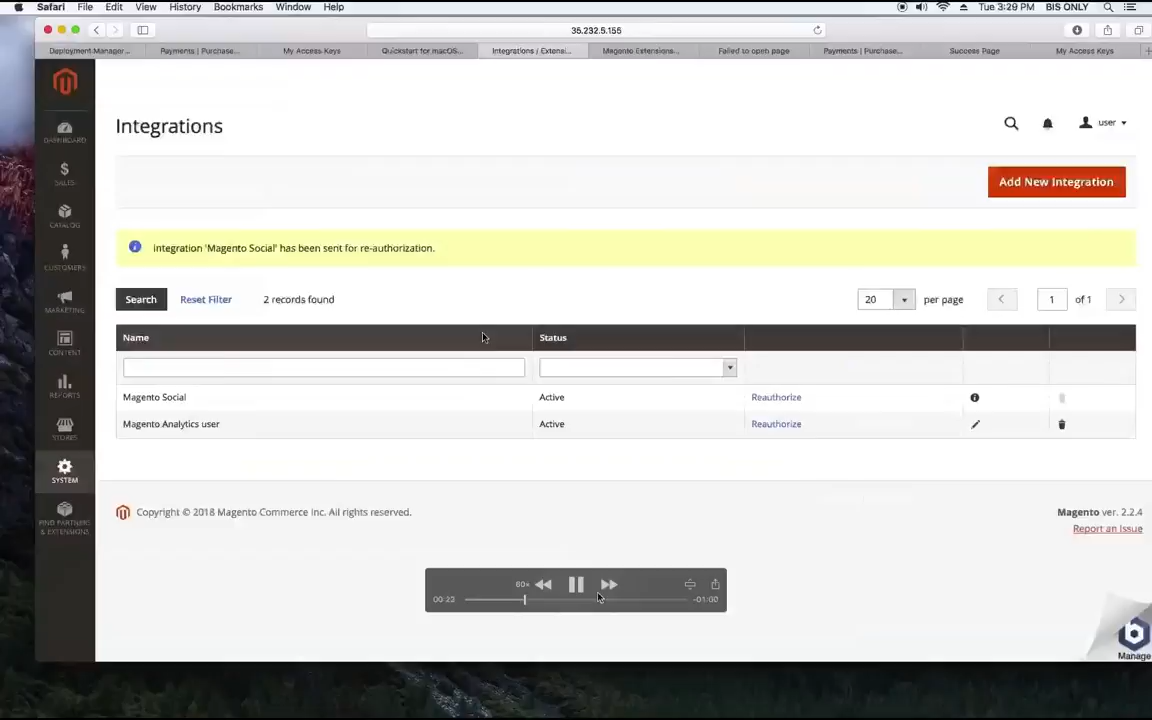 Safari File Edit View History Bookmarks Window Help Tue 3:29 PM BIS ONLY
35.232.5.155
Deployment Manager... Payments | Purchase... My Access Keys Quickstart for macOS... Integrations / Extensi... Magento Extensions... Failed to open page Payments | Purchase... Success Page My Access Keys
DASHBOARD
SALES
CATALOG
CUSTOMERS
MARKETING
CONTENT
REPORTS
STORES
SYSTEM
FIND PARTNERS
& EXTENSIONS
Integrations
user
Add New Integration
Integration 'Magento Social' has been sent for re-authorization.
Search Reset Filter 2 records found 20 per page 1 of 1
Name Status
Magento Social Active Reauthorize
Magento Analytics user Active Reauthorize
Copyright © 2018 Magento Commerce Inc. All rights reserved. Magento ver. 2.2.4
Report an Issue
80×
00:23 -01:00
Manage